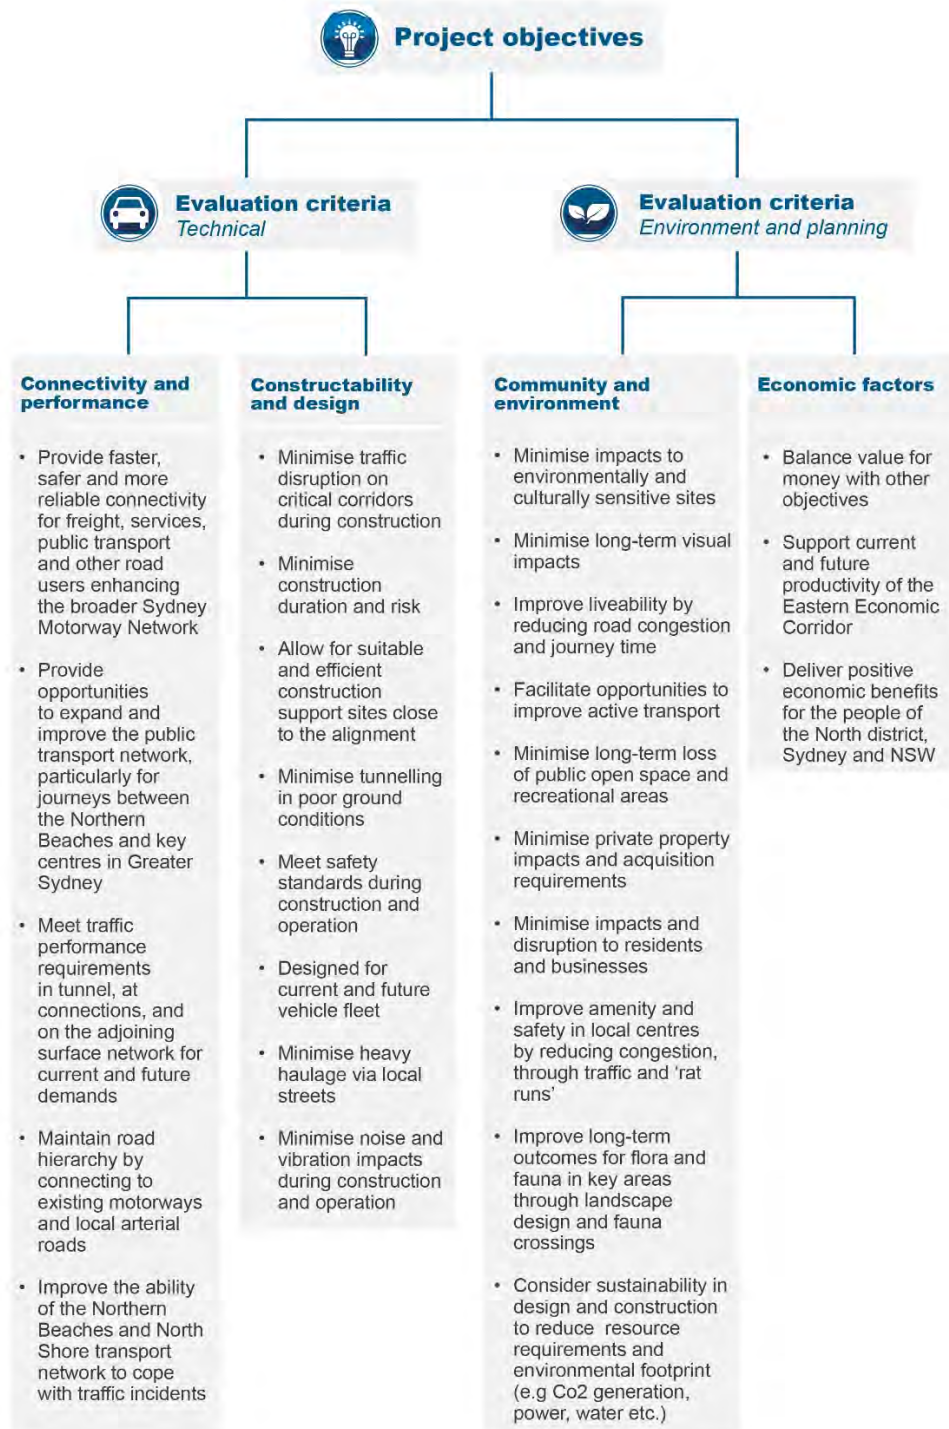 Project objectives
Evaluation criteria
Technical
Evaluation criteria
Environment and planning
Connectivity and
performance
• Provide faster,
safer and more
reliable connectivity
for freight, services,
public transport
and other road
users enhancing
the broader Sydney
Motorway Network
• Provide
opportunities
to expand and
improve the public
transport network,
particularly for
journeys between
the Northern
Beaches and key
centres in Greater
Sydney
• Meet traffic
performance
requirements
in tunnel, at
connections, and
on the adjoining
surface network for
current and future
demands
• Maintain road
hierarchy by
connecting to
existing motorways
and local arterial
roads
• Improve the ability
of the Northern
Beaches and North
Shore transport
network to cope
with traffic incidents
Constructability
and design
• Minimise traffic
disruption on
critical corridors
during construction
• Minimise
construction
duration and risk
• Allow for suitable
and efficient
construction
support sites close
to the alignment
• Minimise tunnelling
in poor ground
conditions
• Meet safety
standards during
construction and
operation
• Designed for
current and future
vehicle fleet
• Minimise heavy
haulage via local
streets
• Minimise noise and
vibration impacts
during construction
and operation
Community and
environment
• Minimise impacts to
environmentally and
culturally sensitive sites
• Minimise long-term visual
impacts
• Improve liveability by
reducing road congestion
and journey time
• Facilitate opportunities to
improve active transport
• Minimise long-term loss
of public open space and
recreational areas
• Minimise private property
impacts and acquisition
requirements
• Minimise impacts and
disruption to residents
and businesses
• Improve amenity and
safety in local centres
by reducing congestion,
through traffic and ‘rat
runs’
• Improve long-term
outcomes for flora and
fauna in key areas
through landscape
design and fauna
crossings
• Consider sustainability in
design and construction
to reduce resource
requirements and
environmental footprint
(e.g Co2 generation,
power, water etc.)
Economic factors
• Balance value for
money with other
objectives
• Support current
and future
productivity of the
Eastern Economic
Corridor
• Deliver positive
economic benefits
for the people of
the North district,
Sydney and NSW